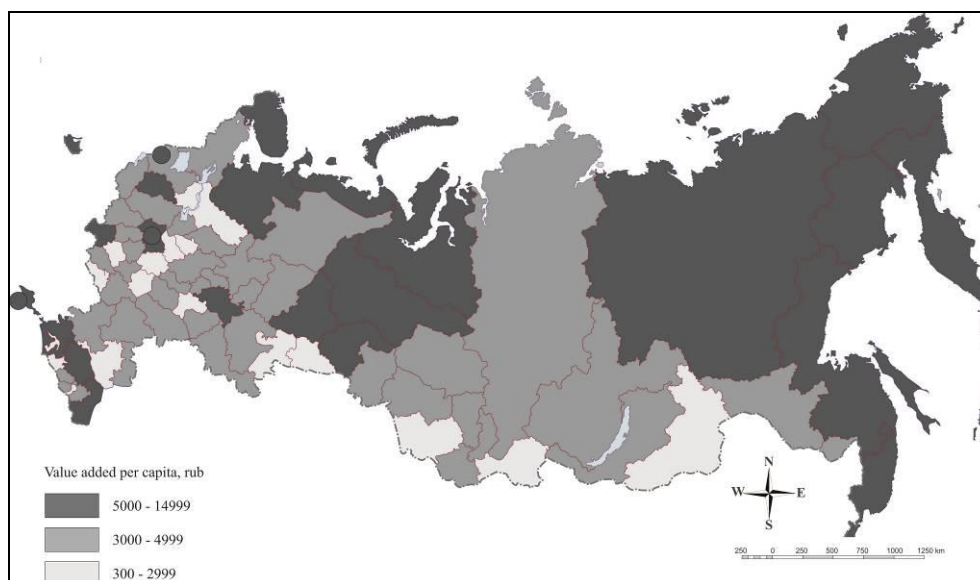 Value added per capita, rub
5000 - 14999
3000 - 4999
300 - 2999
N
W E
S
250 0 250 500 750 1000 1250 km